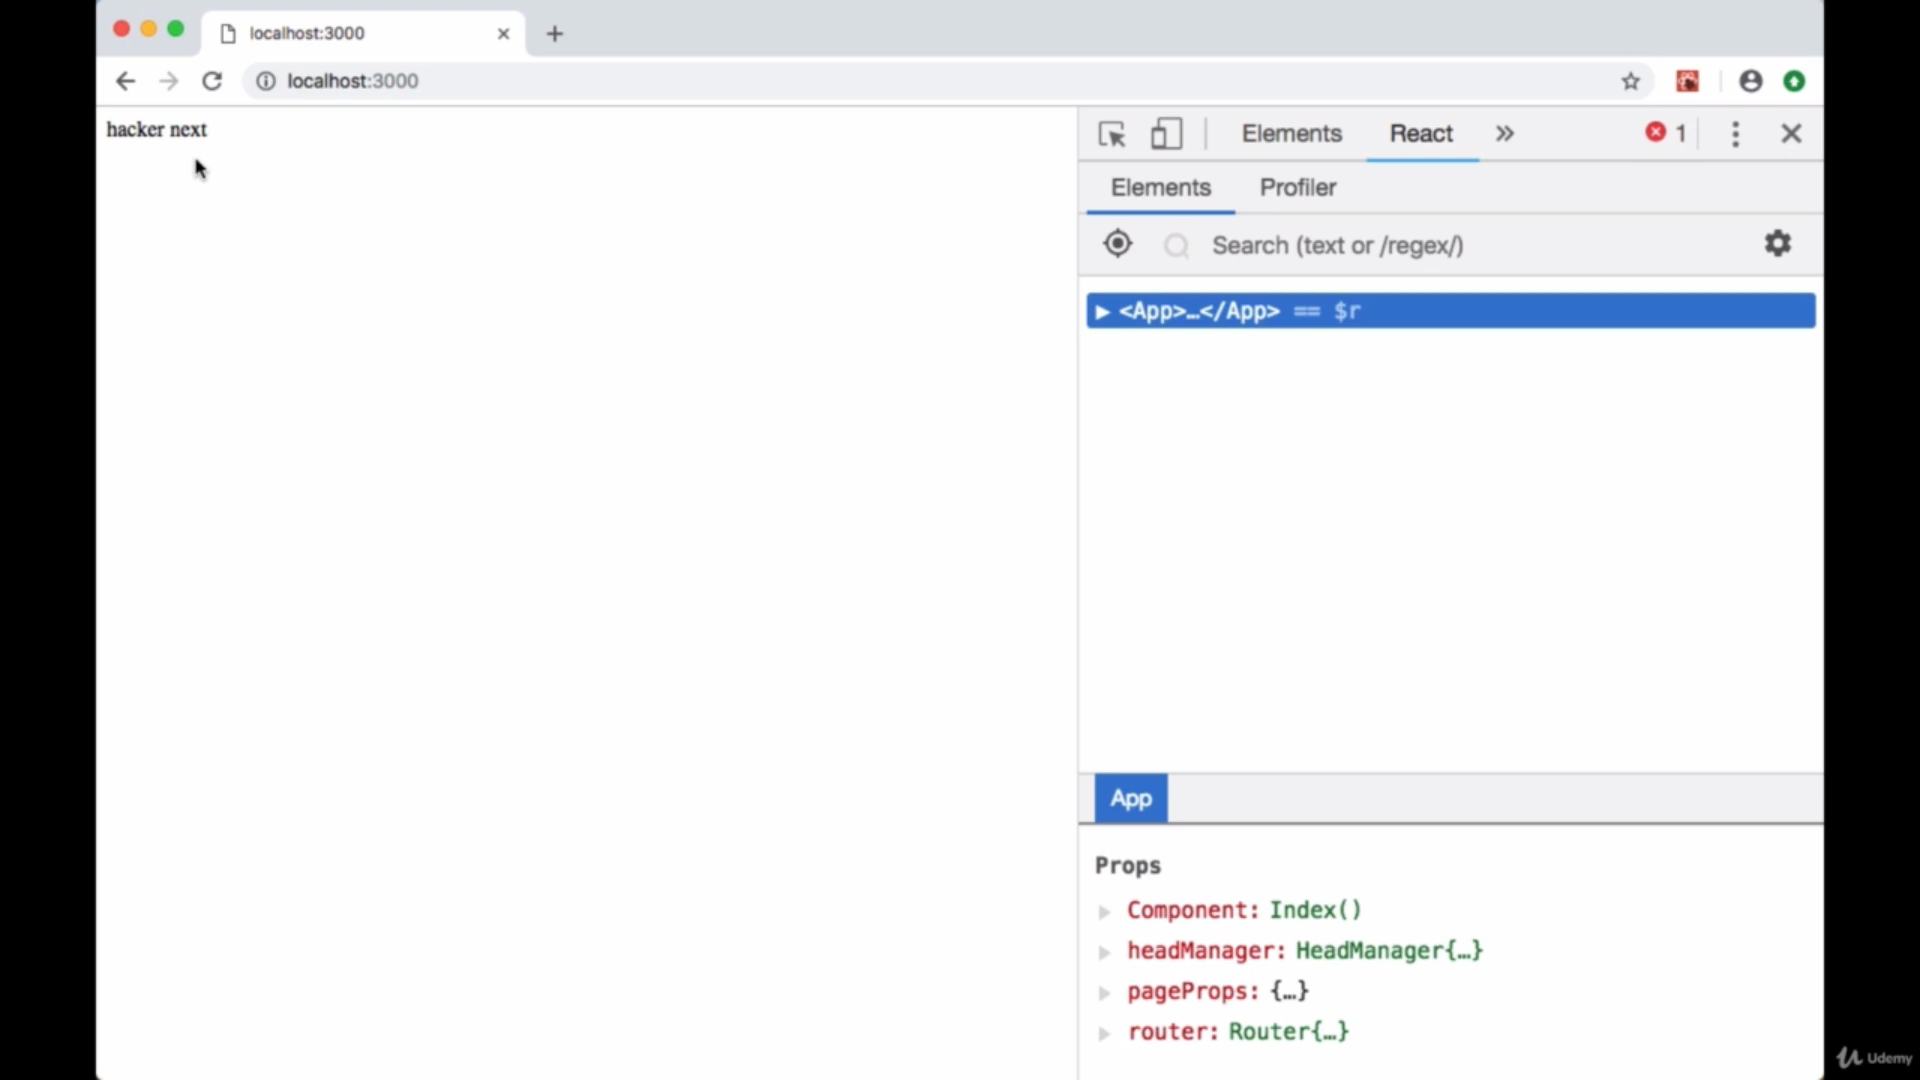 localhost:3000
localhost:3000
hacker next
Elements React 1
Elements Profiler
Search (text or /regex/)
<App>…</App> == $r
App
Props
Component: Index()
headManager: HeadManager{…}
pageProps: {…}
router: Router{…}
Udemy